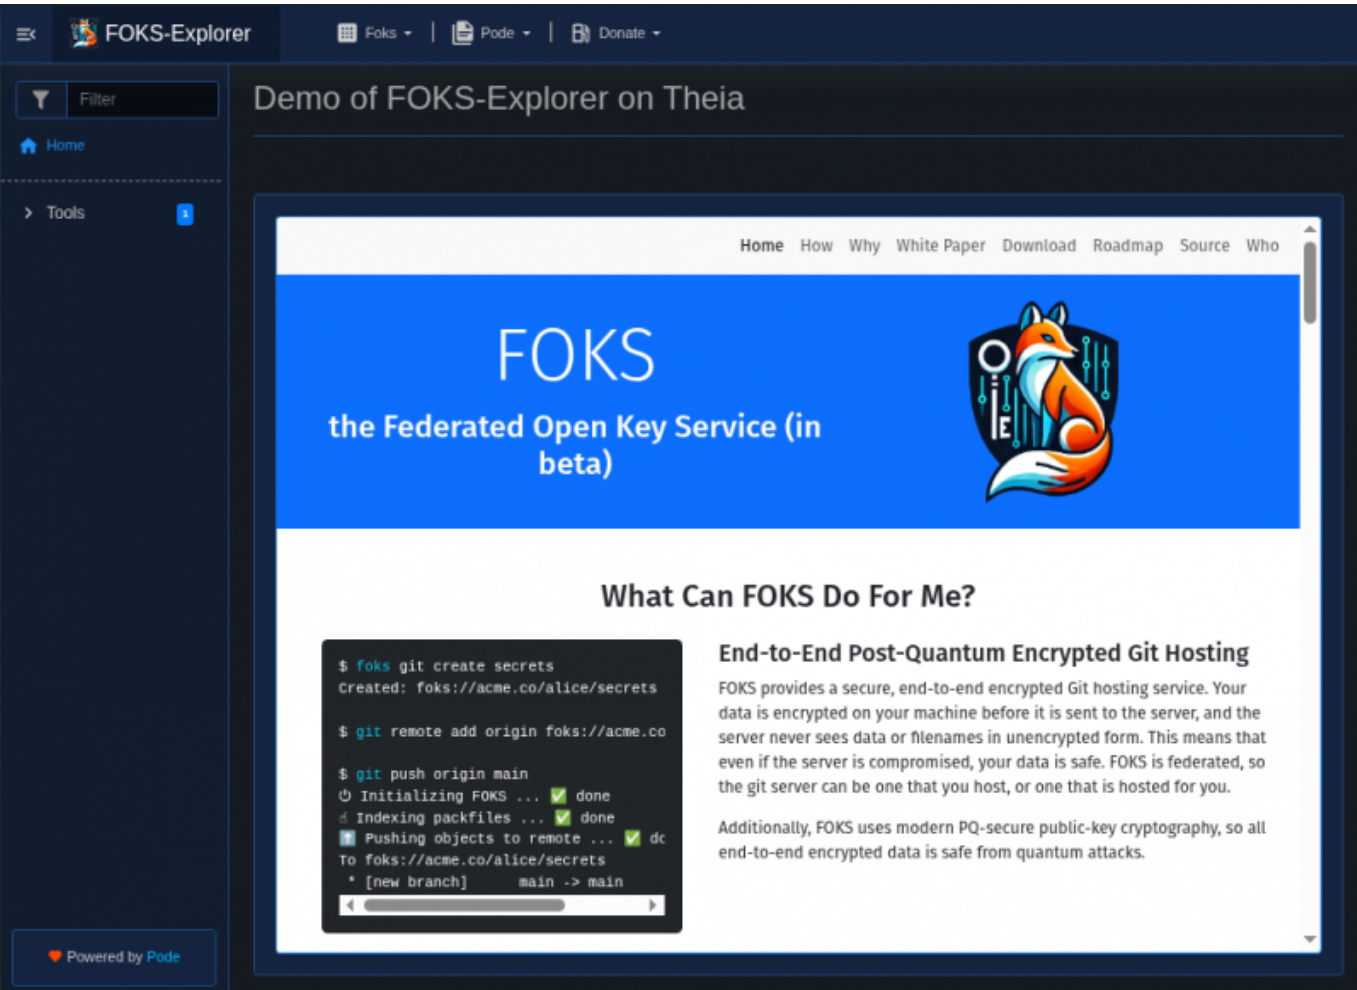 FOKS-Explorer
Foks
Pode
Donate
Filter
Home
Tools
1
Powered by Pode
Demo of FOKS-Explorer on Theia
Home How Why White Paper Download Roadmap Source Who
FOKS
the Federated Open Key Service (in
beta)
What Can FOKS Do For Me?
$ foks git create secrets
Created: foks://acme.co/alice/secrets
$ git remote add origin foks://acme.co
$ git push origin main
Initializing FOKS ... ✅ done
Indexing packfiles ... ✅ done
Pushing objects to remote ... ✅ do
To foks://acme.co/alice/secrets
* [new branch] main -> main
End-to-End Post-Quantum Encrypted Git Hosting
FOKS provides a secure, end-to-end encrypted Git hosting service. Your
data is encrypted on your machine before it is sent to the server, and the
server never sees data or filenames in unencrypted form. This means that
even if the server is compromised, your data is safe. FOKS is federated, so
the git server can be one that you host, or one that is hosted for you.
Additionally, FOKS uses modern PQ-secure public-key cryptography, so all
end-to-end encrypted data is safe from quantum attacks.